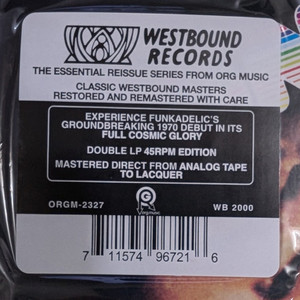 WESTBOUND
RECORDS
THE ESSENTIAL REISSUE SERIES FROM ORG MUSIC
CLASSIC WESTBOUND MASTERS
RESTORED AND REMASTERED WITH CARE
EXPERIENCE FUNKADELIC'S
GROUNDBREAKING 1970 DEBUT IN ITS
FULL COSMIC GLORY
DOUBLE LP 45RPM EDITION
MASTERED DIRECT FROM ANALOG TAPE
TO LACQUER
ORGM-2327
WB 2000
7 11574 96721 6